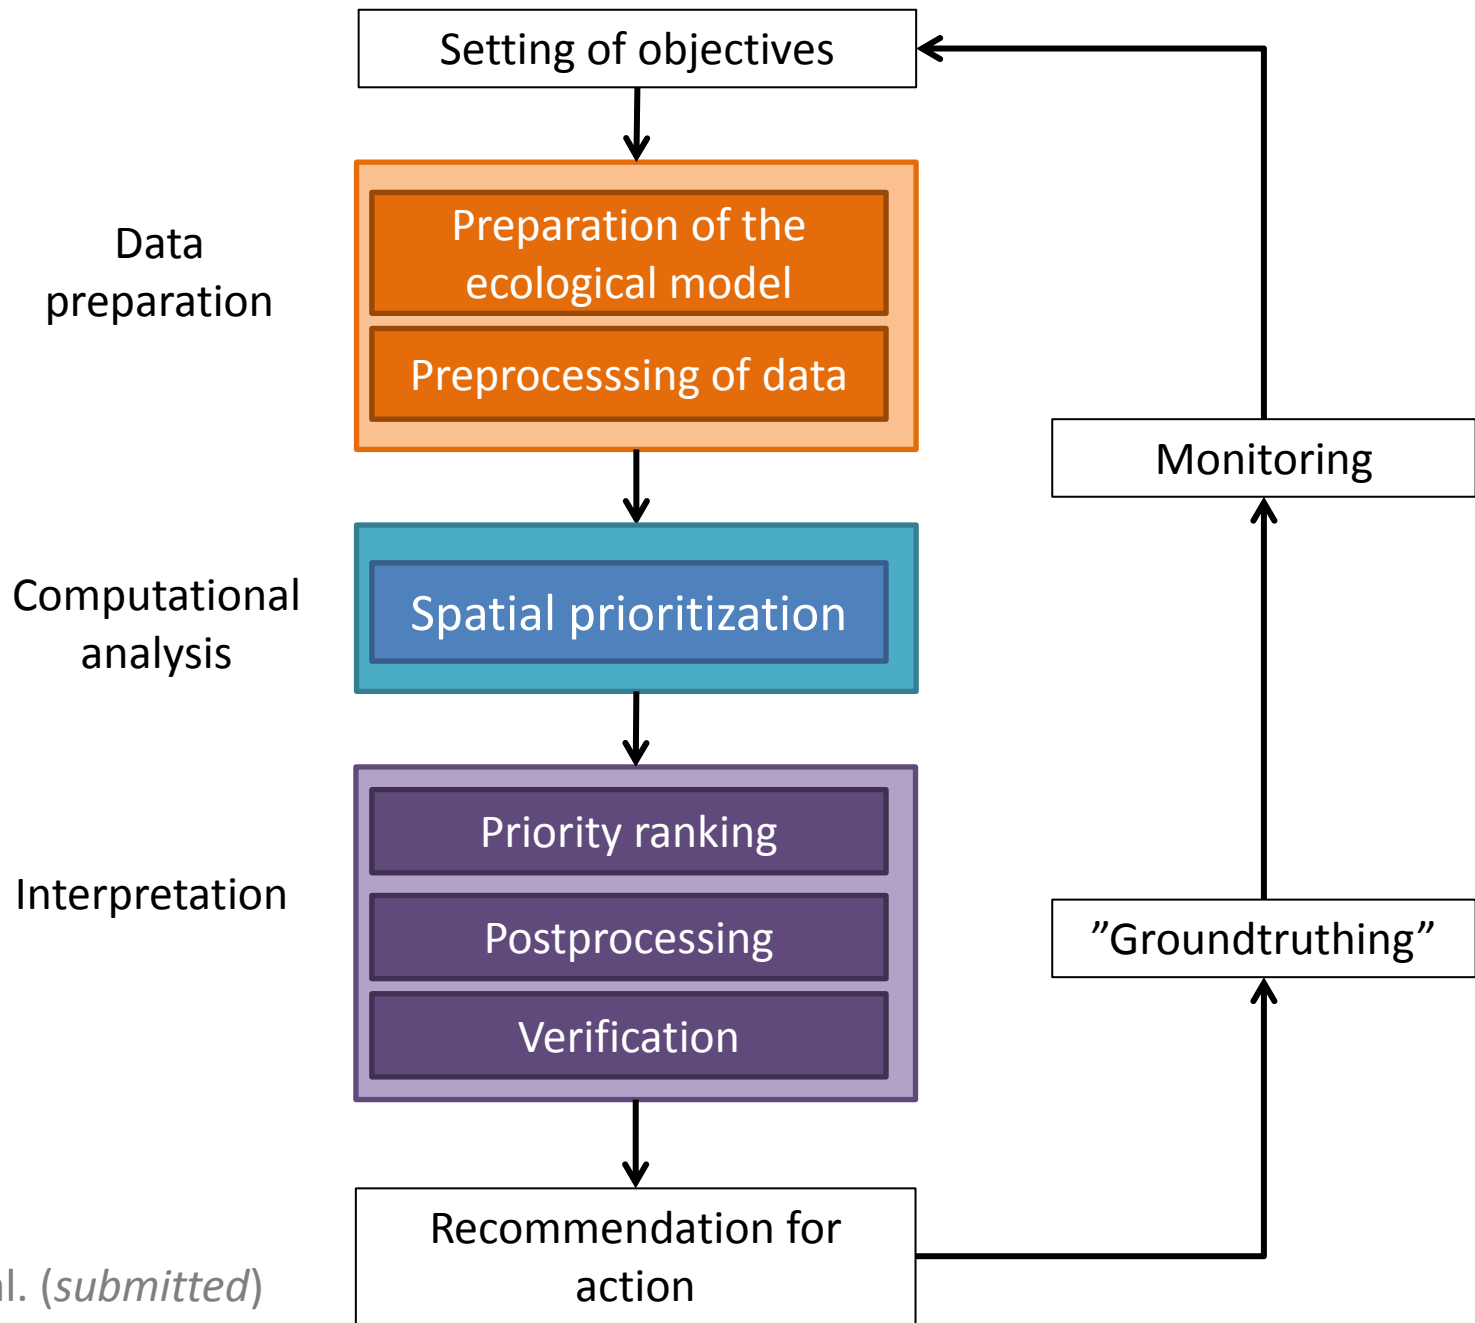 Setting of objectives
Data
preparation
Preparation of the
ecological model
Preprocesssing of data
Monitoring
Computational
analysis
Spatial prioritization
Interpretation
Priority ranking
Postprocessing
Verification
”Groundtruthing”
Recommendation for
action
al. (submitted)